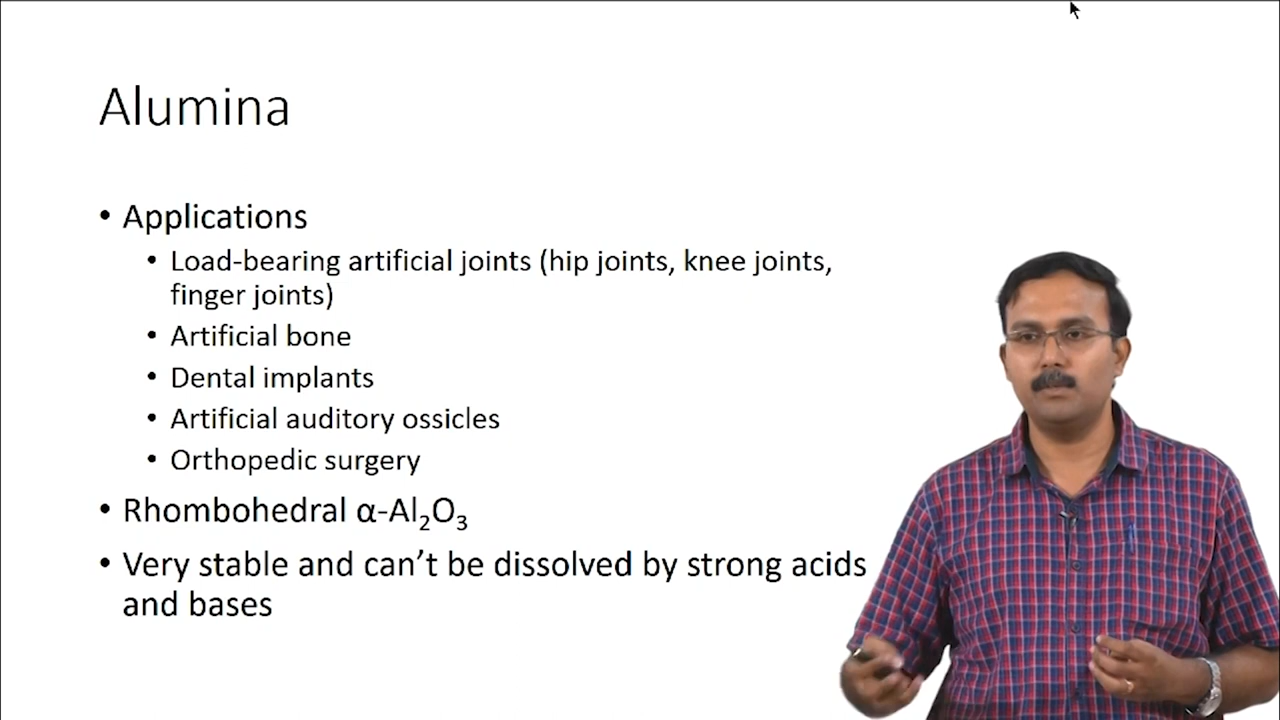 Alumina
• Applications
• Load-bearing artificial joints (hip joints, knee joints,
finger joints)
• Artificial bone
• Dental implants
• Artificial auditory ossicles
• Orthopedic surgery
• Rhombohedral α-Al₂O₃
• Very stable and can’t be dissolved by strong acids
and bases